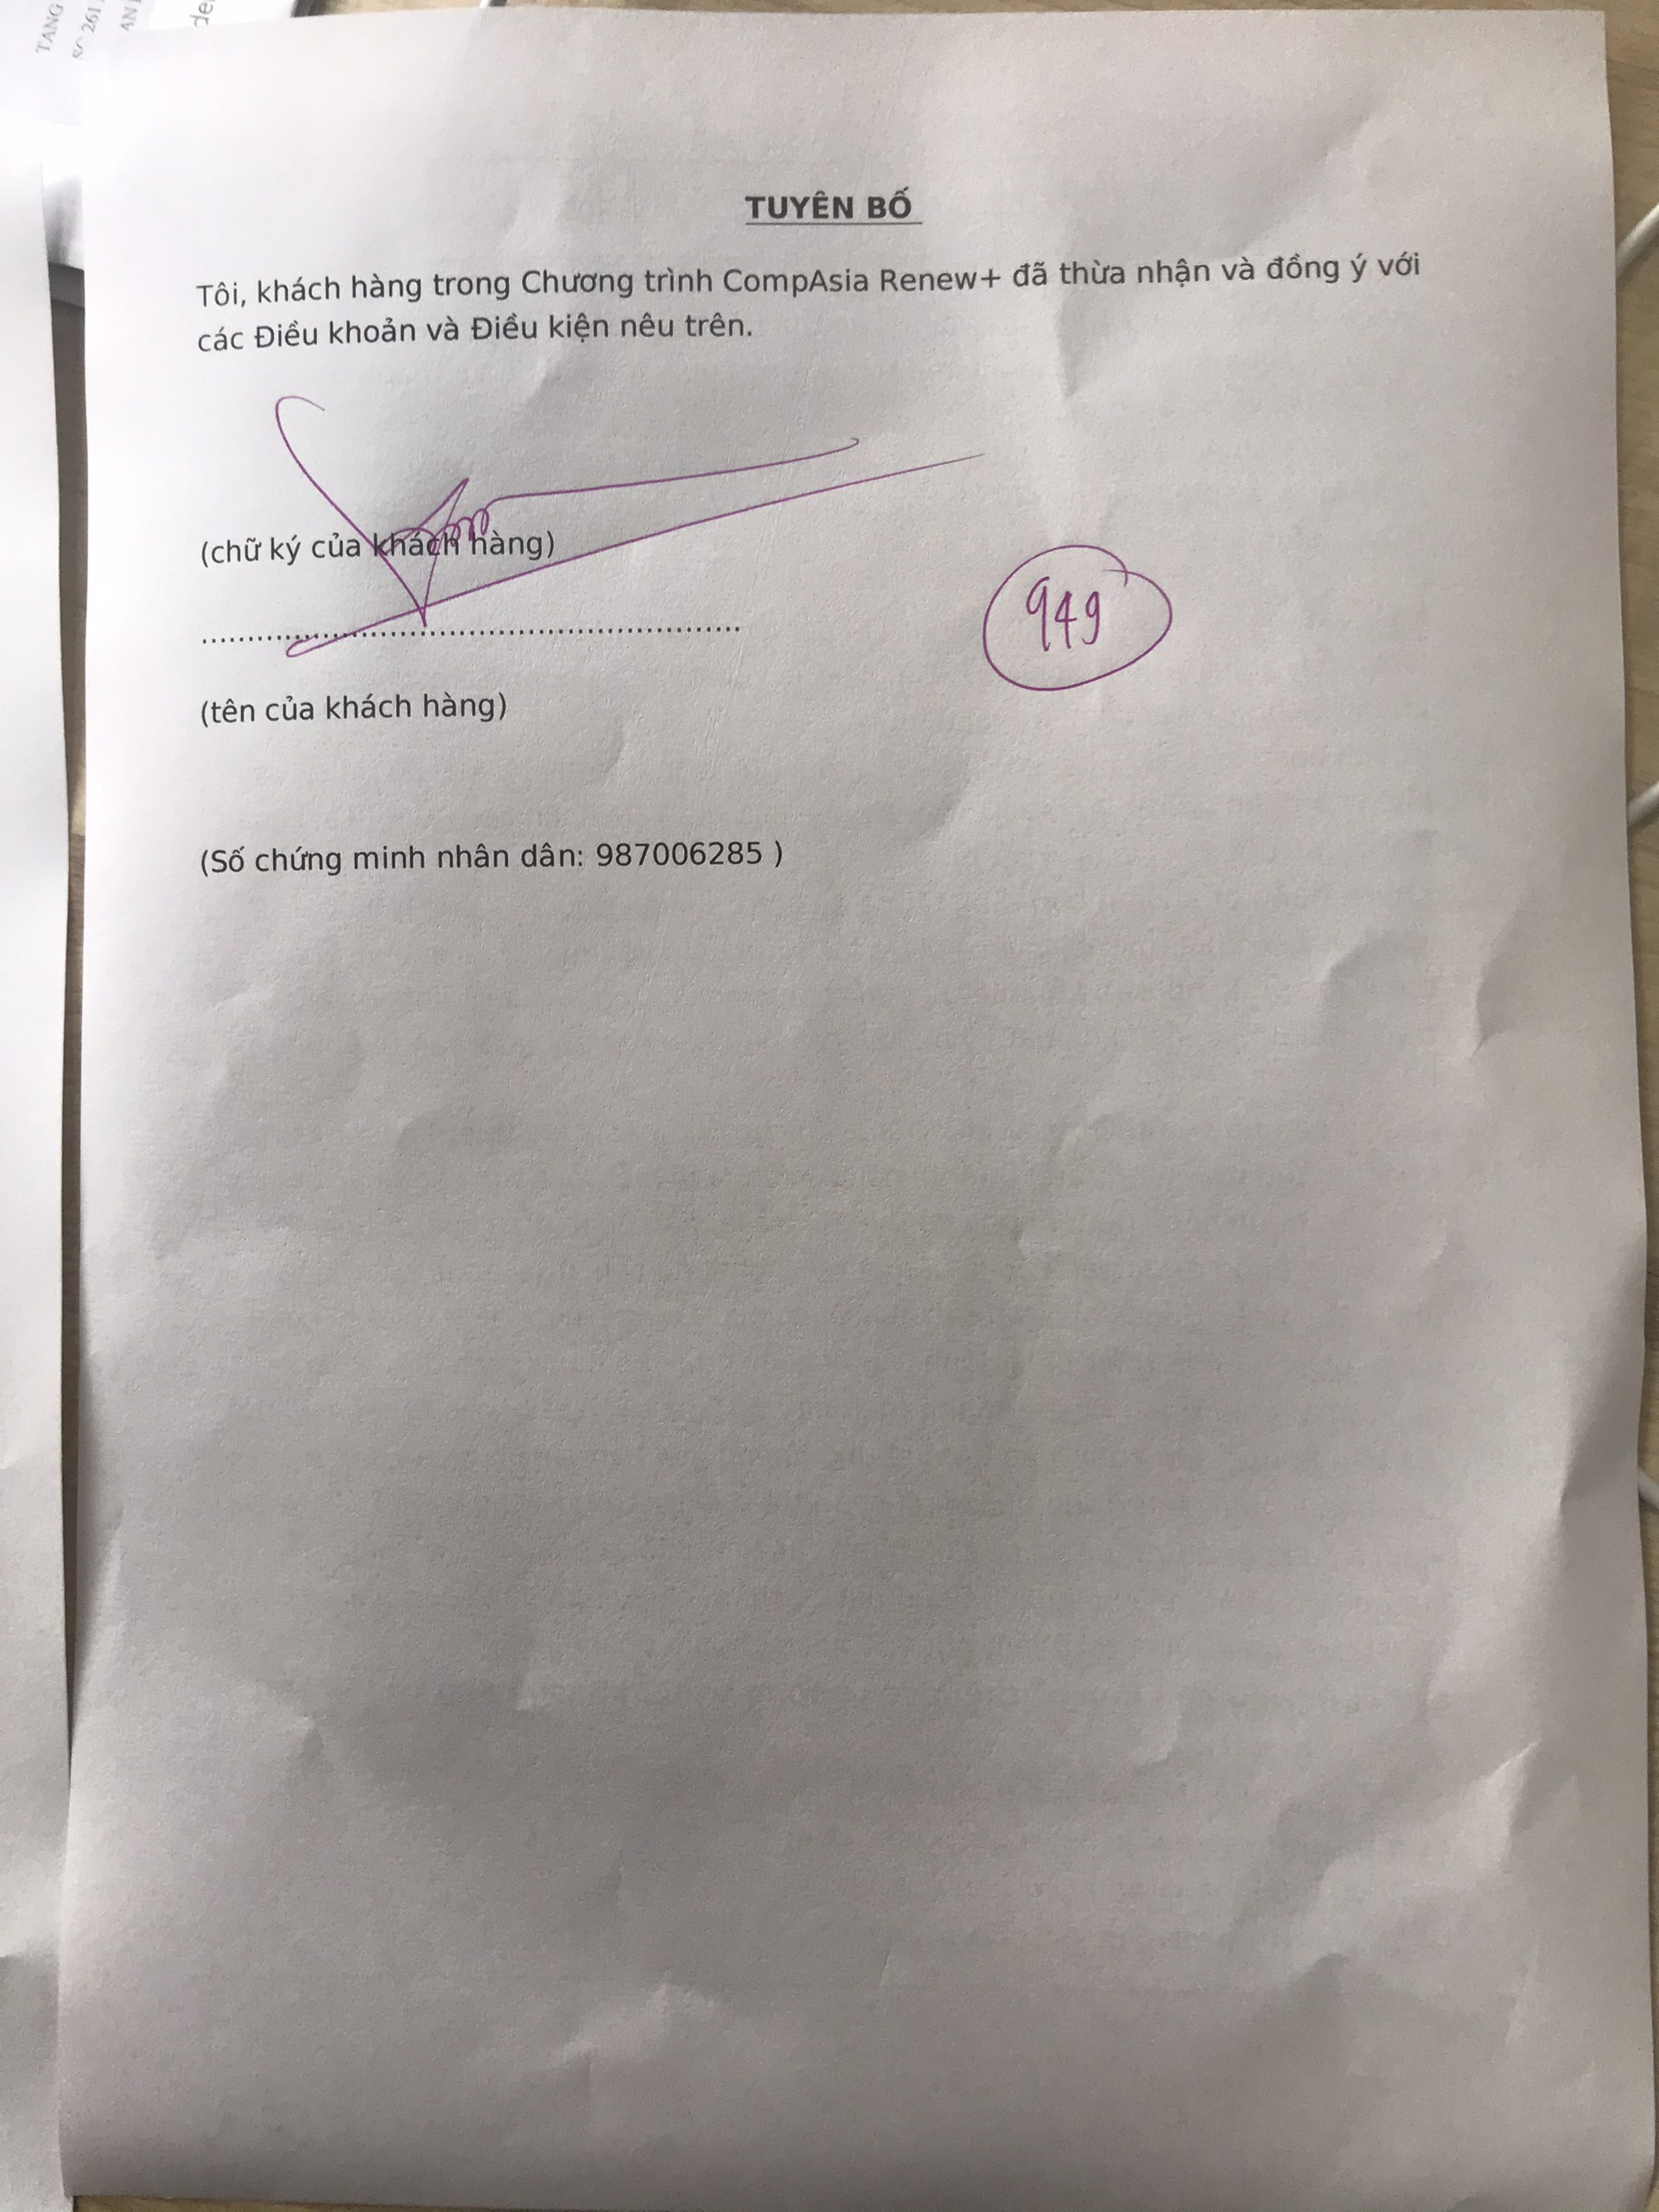 TANG
261
AN
de
TUYÊN BỐ
Tôi, khách hàng trong Chương trình CompAsia Renew+ đã thừa nhận và đồng ý với
các Điều khoản và Điều kiện nêu trên.
(chữ ký của khách hàng)
............................................................
949
(tên của khách hàng)
(Số chứng minh nhân dân: 987006285 )